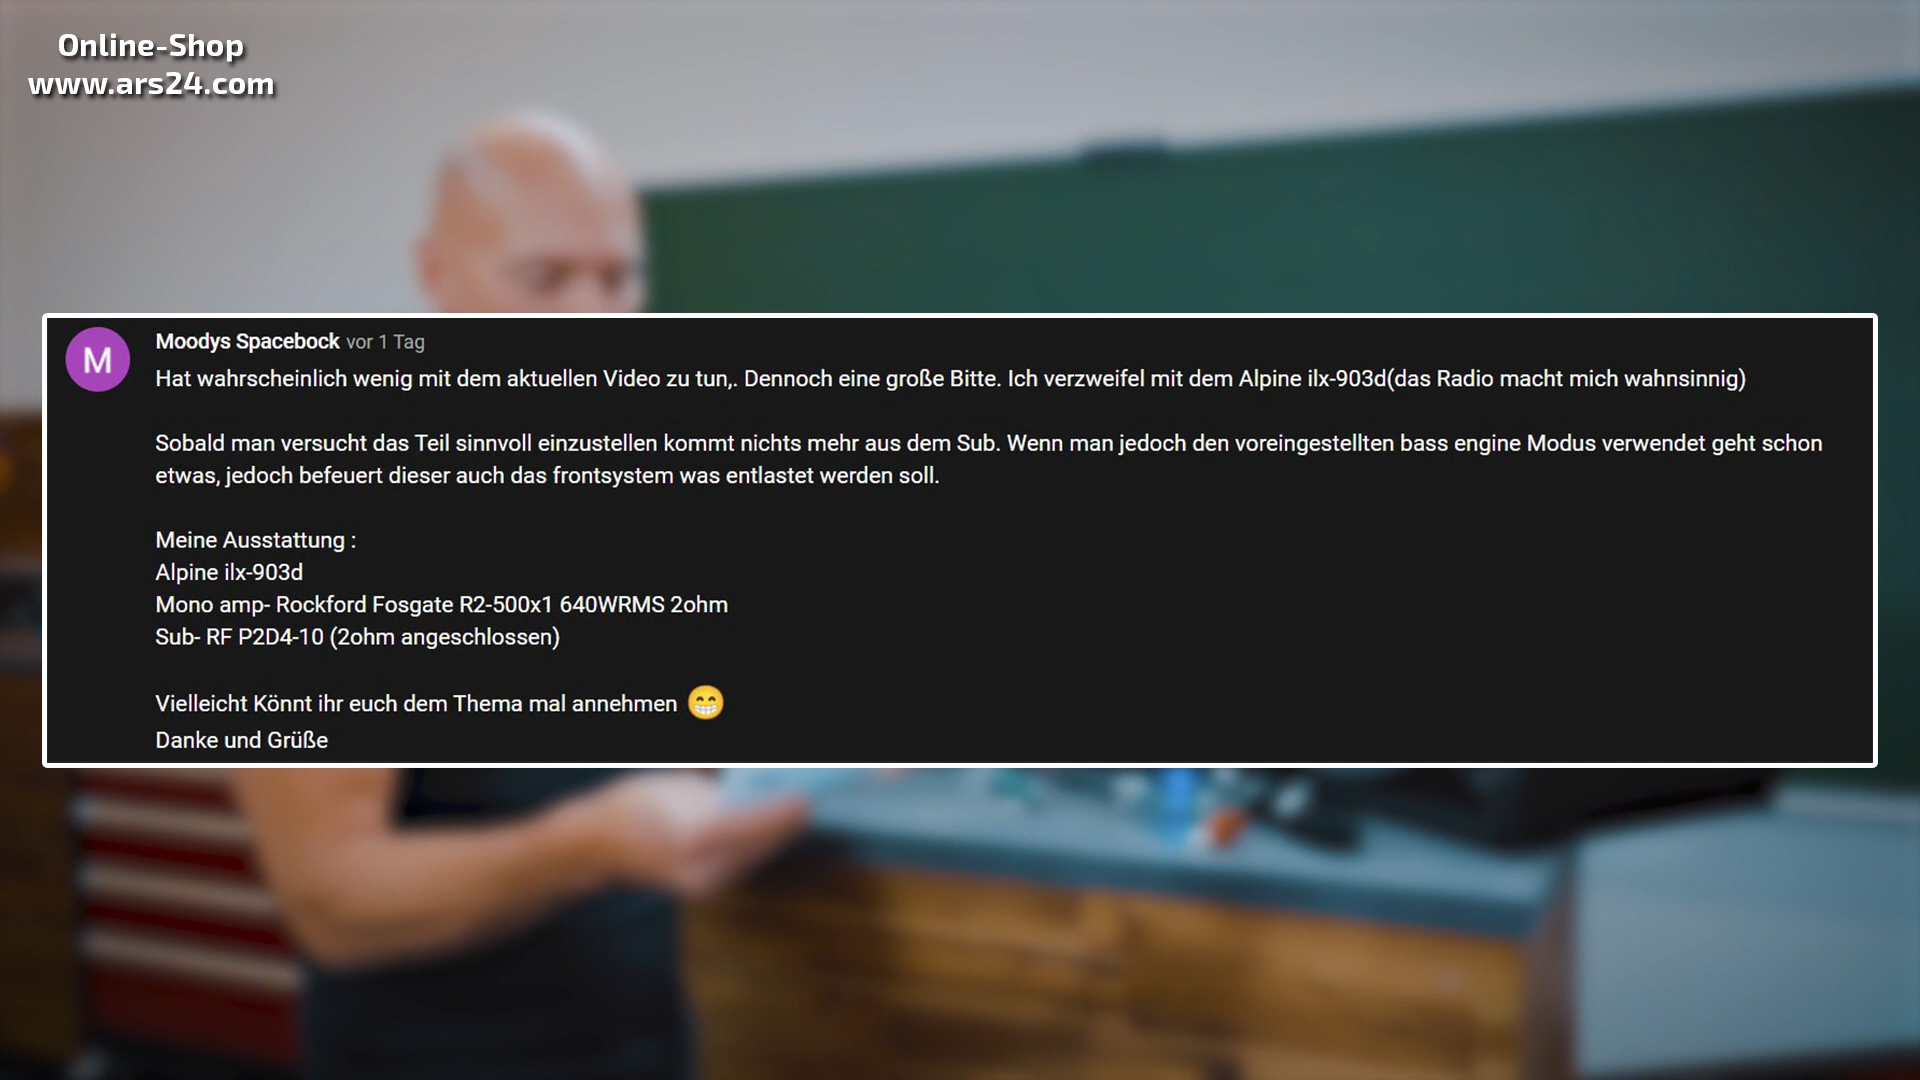 Online-Shop
www.ars24.com
M
Moodys Spacebock vor 1 Tag
Hat wahrscheinlich wenig mit dem aktuellen Video zu tun,. Dennoch eine große Bitte. Ich verzweifel mit dem Alpine ilx-903d(das Radio macht mich wahnsinnig)
Sobald man versucht das Teil sinnvoll einzustellen kommt nichts mehr aus dem Sub. Wenn man jedoch den voreingestellten bass engine Modus verwendet geht schon
etwas, jedoch befeuert dieser auch das frontsystem was entlastet werden soll.
Meine Ausstattung :
Alpine ilx-903d
Mono amp- Rockford Fosgate R2-500x1 640WRMS 2ohm
Sub- RF P2D4-10 (2ohm angeschlossen)
Vielleicht Könnt ihr euch dem Thema mal annehmen 😁
Danke und Grüße